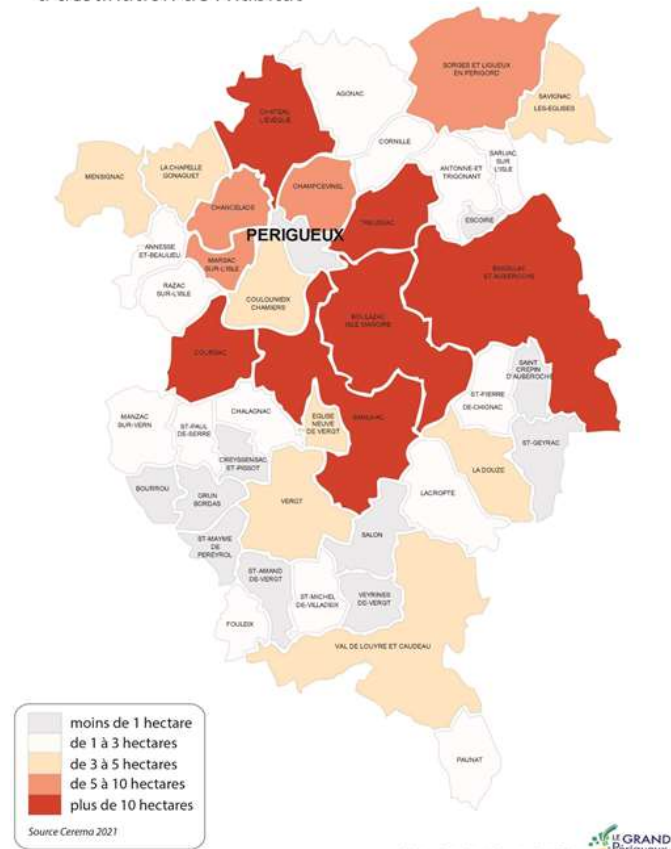 SORGES ET LIGUEUX
EN PERIGORD
AGONAC
SAVIGNAC
LES-EGLISES
CHATEAU
L'EVEQUE
CORNILLE
SARLIAC
SUR
L'ISLE
ANTONNE-ET
TRIGONANT
LA CHAPELLE
GONAGUET
MENSIGNAC
CHAMPCEVINEL
CHANCELADE
TRELISSAC
ESCOIRE
PERIGUEUX
ANNESSE
ET-BEAULIEU
MARSAC
SUR-L'ISLE
BASSILLAC
ET AUBEROCHE
RAZAC
SUR-L'ISLE
COULOUNIEIX
CHAMIERS
BOULAZAC
ISLE MANOIRE
COURSAC
SAINT
CREPIN
D'AUBEROCHE
ST-PIERRE
DE-CHIGNAC
MANZAC
SUR-VERN
ST-PAUL
DE-SERRE
CHALAGNAC
EGLISE
NEUVE
DE VERGT
SANILHAC
ST-GEYRAC
CREYSSENSAC
ET-PISSOT
LA DOUZE
BOURROU
GRUN
BORDAS
VERGT
LACROPTE
ST-MAYME
DE
PEREYROL
SALON
ST-AMAND
DE-VERGT
ST-MICHEL
DE-VILLADEIX
VEYRINES
DE-VERGT
FOULEIX
VAL DE LOUYRE ET CAUDEAU
PAUNAT
moins de 1 hectare
de 1 à 3 hectares
de 3 à 5 hectares
de 5 à 10 hectares
plus de 10 hectares
Source Cerema 2021
LE GRAND
Périgueux